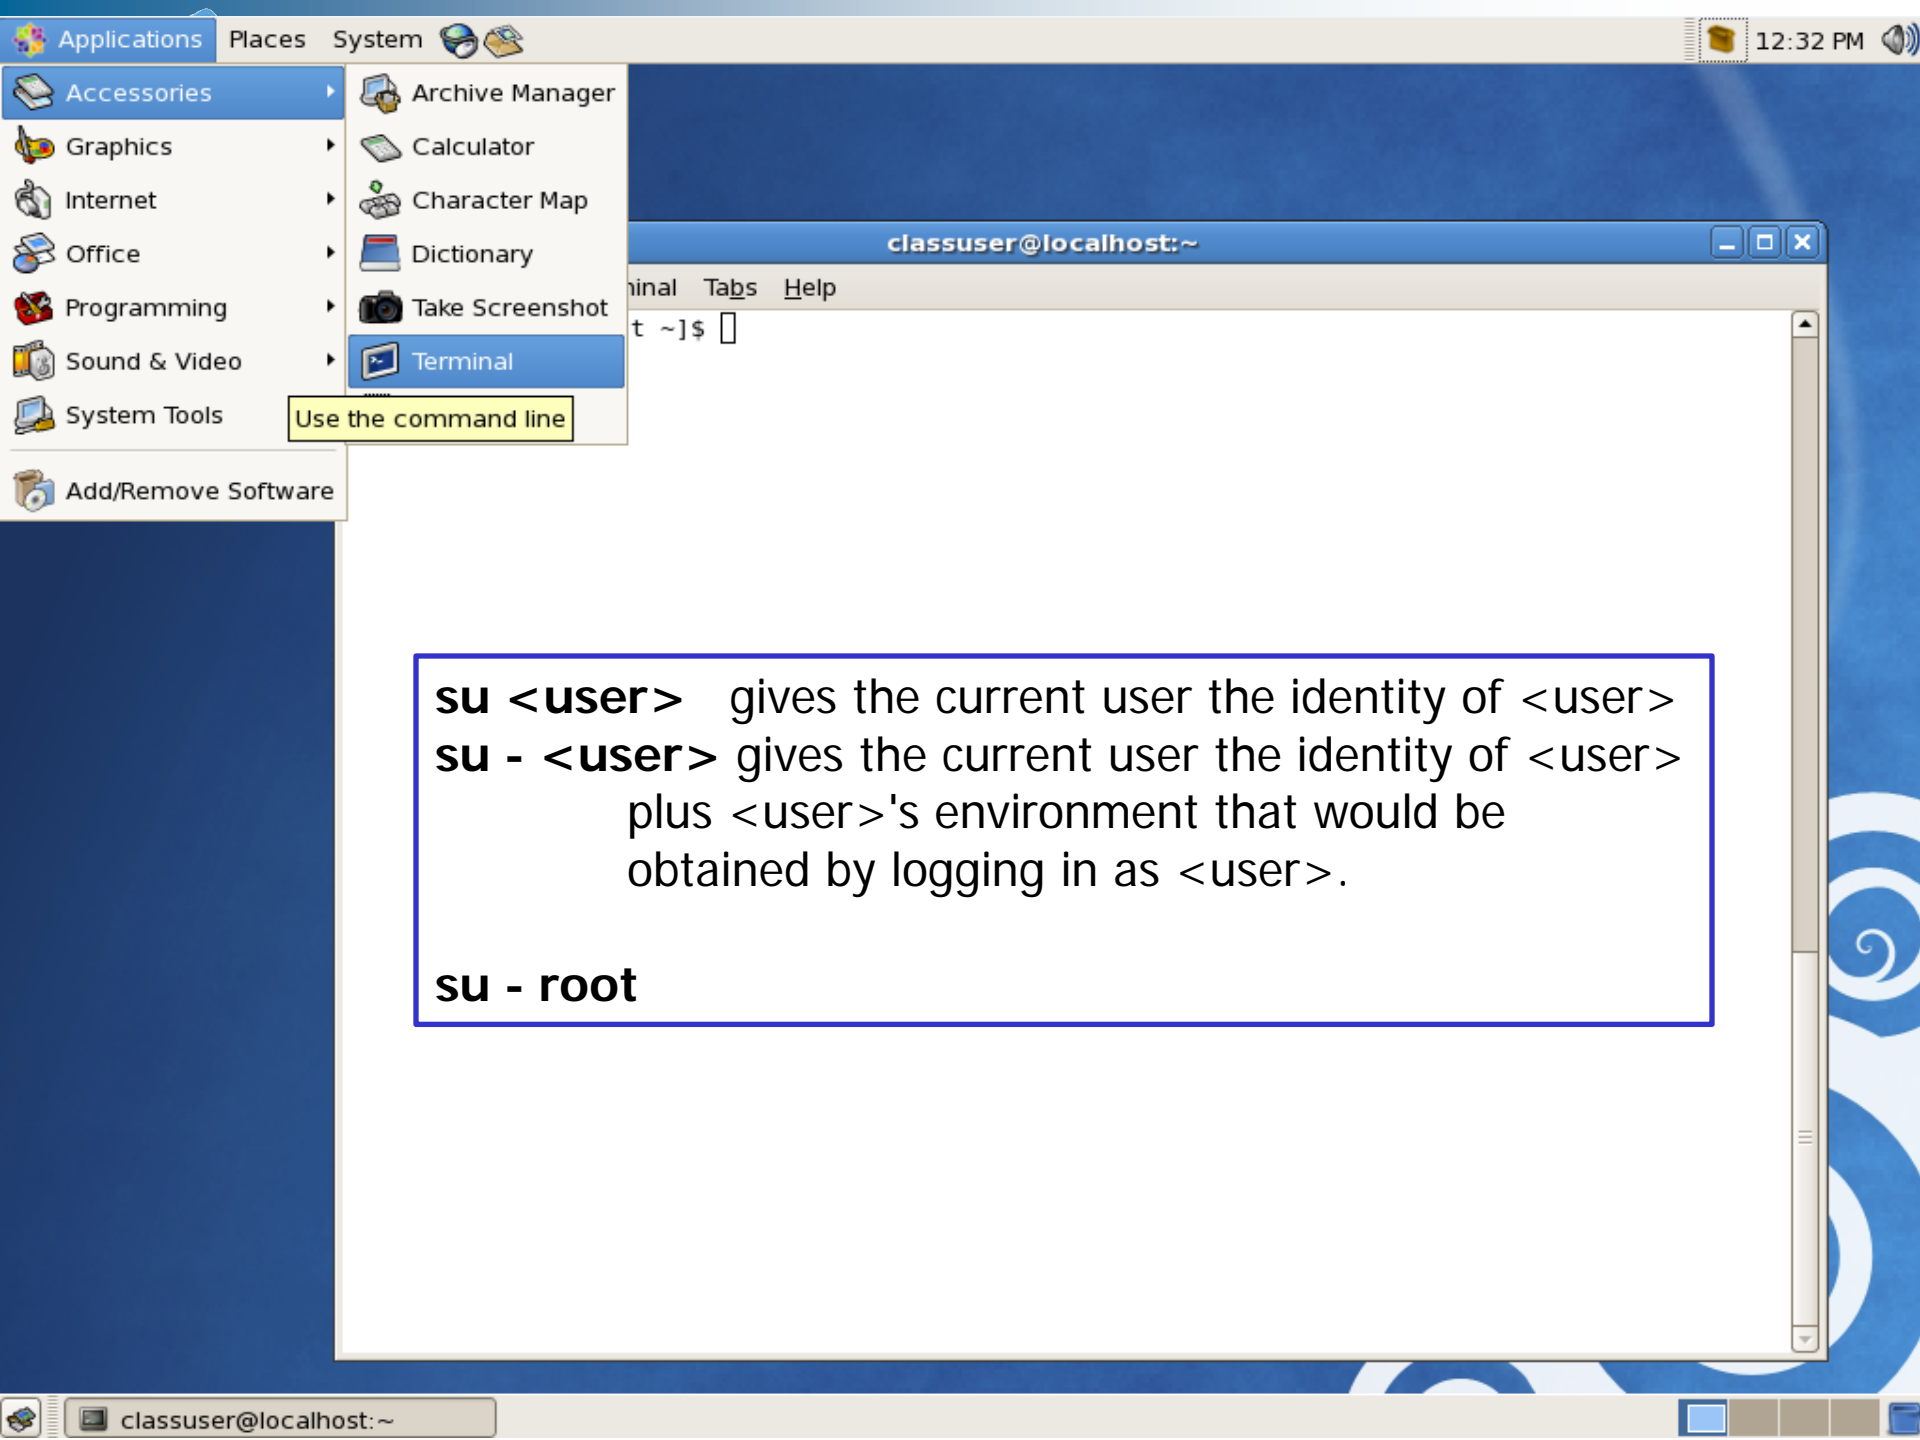 Applications Places System 12:32 PM
Accessories
Graphics
Internet
Office
Programming
Sound & Video
System Tools
Add/Remove Software
Archive Manager
Calculator
Character Map
Dictionary
Take Screenshot
Terminal
Use the command line
classuser@localhost:~
Tabs Help
t ~]$
su <user> gives the current user the identity of <user>
su - <user> gives the current user the identity of <user>
plus <user>'s environment that would be
obtained by logging in as <user>.
su - root
classuser@localhost:~